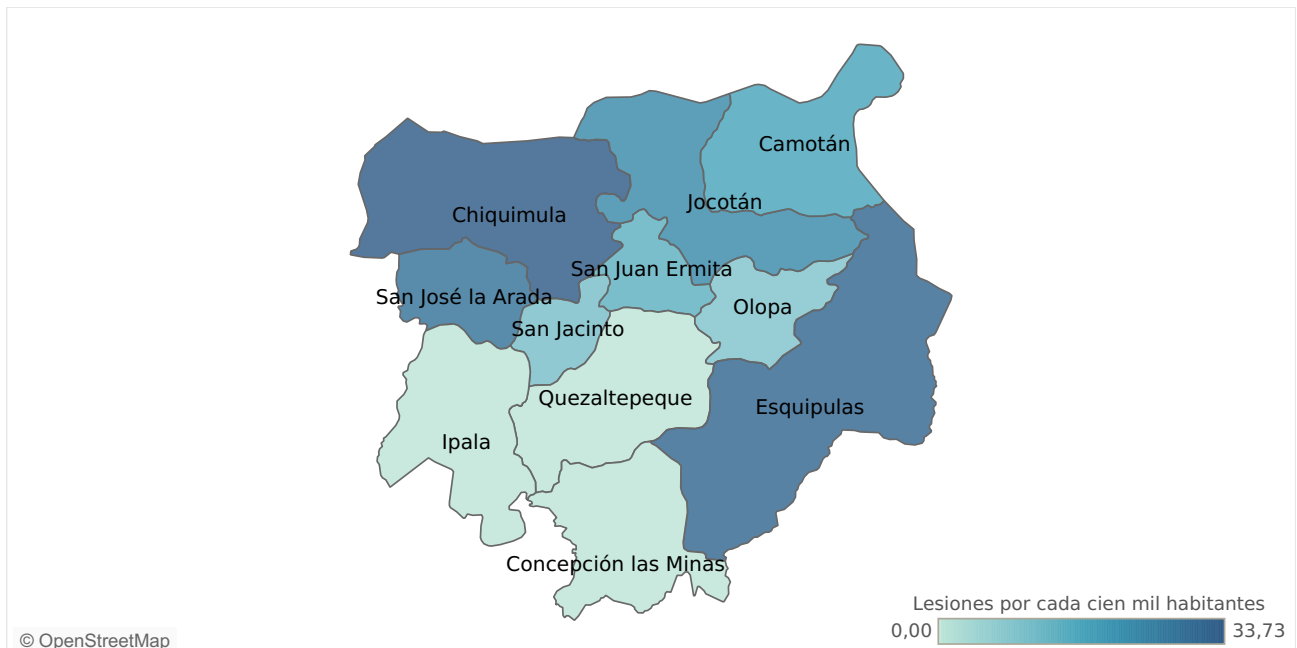 Camotán
Jocotán
Chiquimula
San Juan Ermita
San José la Arada
Olopa
San Jacinto
Quezaltepeque
Esquipulas
Ipala
Concepción las Minas
Lesiones por cada cien mil habitantes
0,00 33,73
© OpenStreetMap